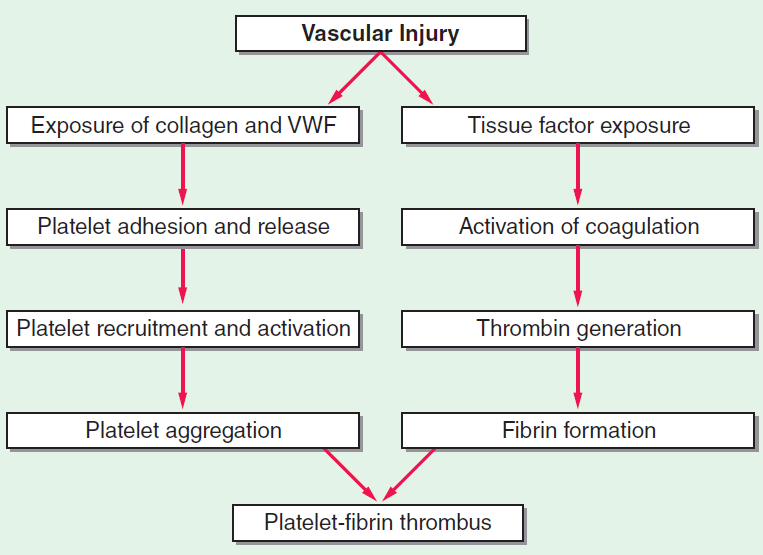 Vascular Injury
Exposure of collagen and VWF
Tissue factor exposure
Platelet adhesion and release
Activation of coagulation
Platelet recruitment and activation
Thrombin generation
Platelet aggregation
Fibrin formation
Platelet-fibrin thrombus